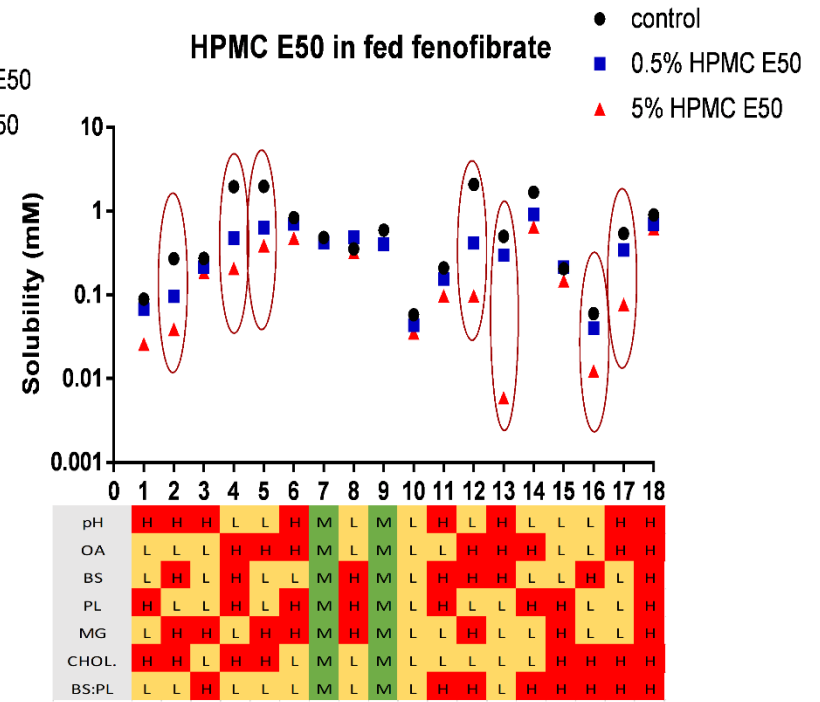 control
HPMC E50 in fed fenofibrate
0.5% HPMC E50
E50
5% HPMC E50
50
10
1
0.1
0.01
0.001
Solubility (mM)
0 1 2 3 4 5 6 7 8 9 10 11 12 13 14 15 16 17 18
pH H H H L L H M L M L H L H L L L H H
OA L L L H H H M L M L L H H H L L H H
BS L H L H L L M H M L H H H L L H L H
PL H L L H L H M H M L H L L H H L L H
MG L H H L H H M H M L L H L L H L L H
CHOL. H H L H H L M L M L L L L L H H H H
BS:PL L L H L L L M L M L H H L H H H H H